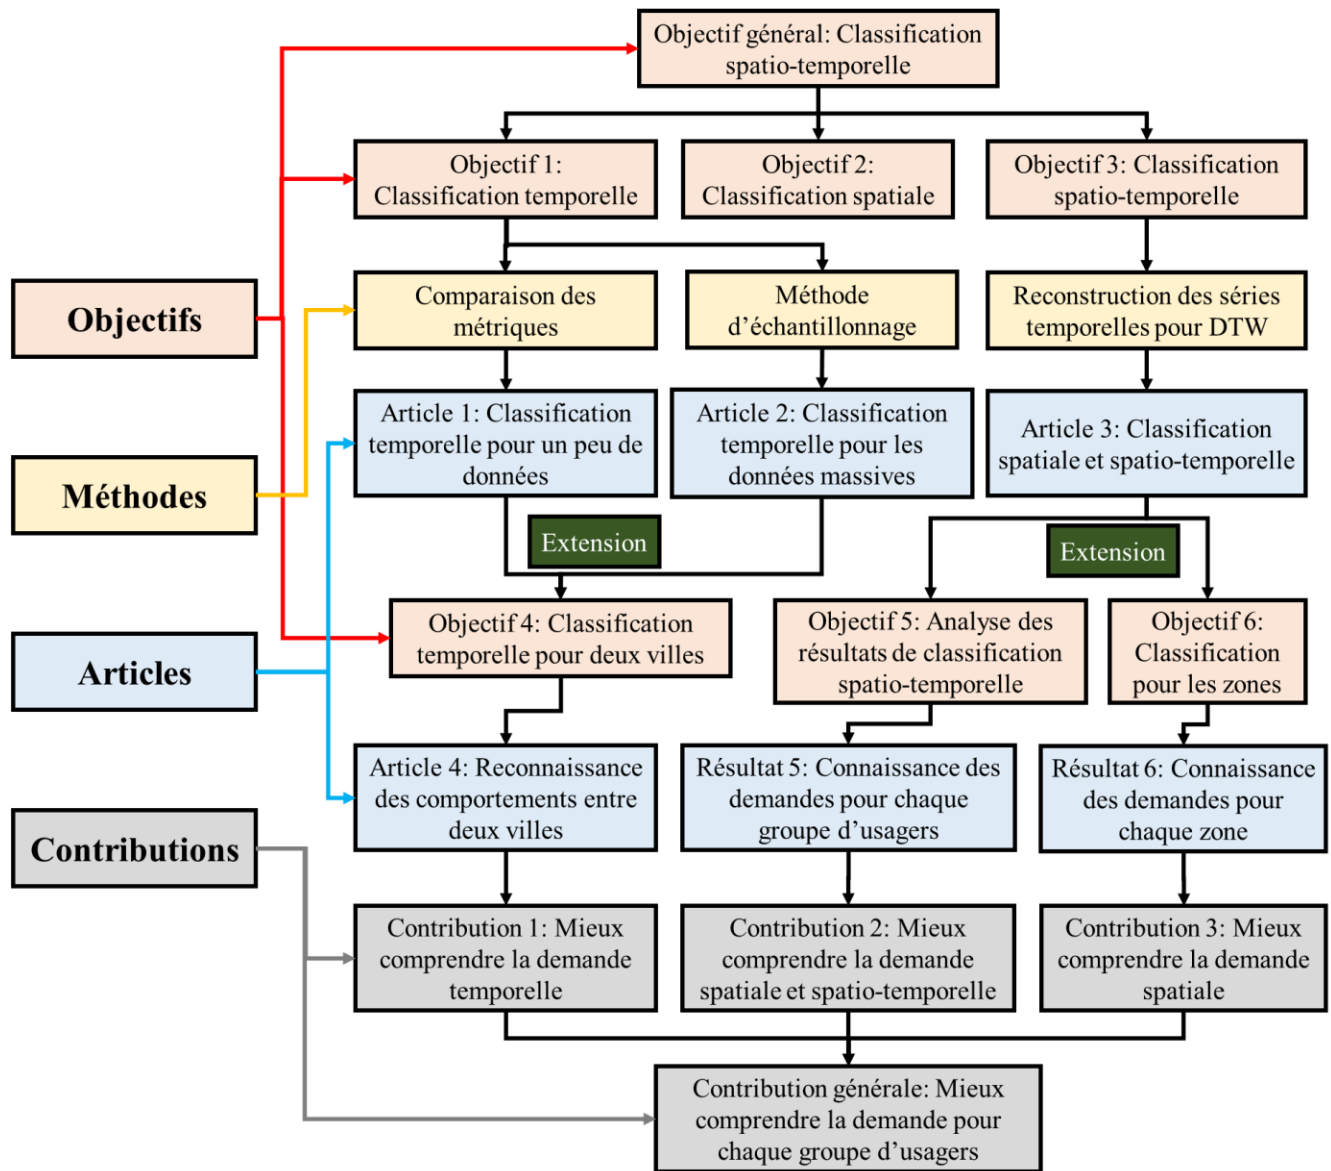 Objectif général: Classification
spatio-temporelle
Objectif 1:
Classification temporelle
Objectif 2:
Classification spatiale
Objectif 3: Classification
spatio-temporelle
Objectifs
Comparaison des
métriques
Méthode
d'échantillonnage
Reconstruction des séries
temporelles pour DTW
Méthodes
Article 1: Classification
temporelle pour un peu de
données
Article 2: Classification
temporelle pour les
données massives
Article 3: Classification
spatiale et spatio-temporelle
Extension
Extension
Articles
Objectif 4: Classification
temporelle pour deux villes
Objectif 5: Analyse des
résultats de classification
spatio-temporelle
Objectif 6:
Classification
pour les zones
Article 4: Reconnaissance
des comportements entre
deux villes
Résultat 5: Connaissance des
demandes pour chaque
groupe d'usagers
Résultat 6: Connaissance
des demandes pour
chaque zone
Contributions
Contribution 1: Mieux
comprendre la demande
temporelle
Contribution 2: Mieux
comprendre la demande
spatiale et spatio-temporelle
Contribution 3: Mieux
comprendre la demande
spatiale
Contribution générale: Mieux
comprendre la demande pour
chaque groupe d'usagers